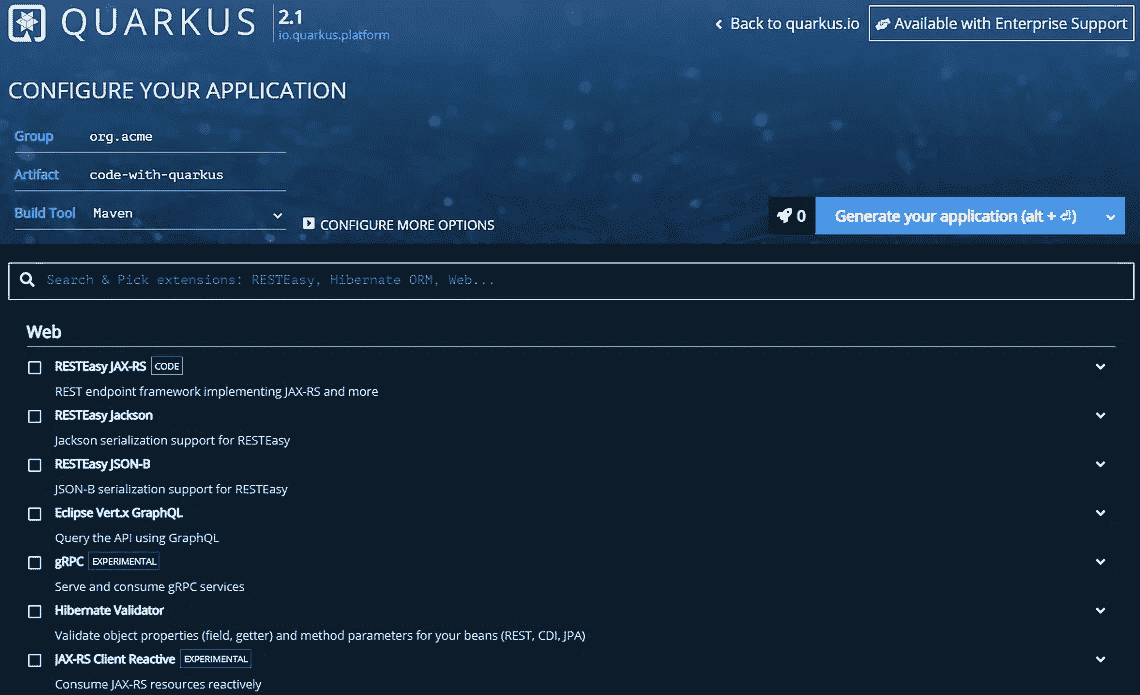 QUARKUS 2.1 io.quarkus.platform
Back to quarkus.io Available with Enterprise Support
CONFIGURE YOUR APPLICATION
Group org.acme
Artifact code-with-quarkus
Build Tool Maven
CONFIGURE MORE OPTIONS
0 Generate your application (alt + ⏎)
Search & Pick extensions: RESTEasy, Hibernate ORM, Web...
Web
RESTEasy JAX-RS CODE
REST endpoint framework implementing JAX-RS and more
RESTEasy Jackson
Jackson serialization support for RESTEasy
RESTEasy JSON-B
JSON-B serialization support for RESTEasy
Eclipse Vert.x GraphQL
Query the API using GraphQL
gRPC EXPERIMENTAL
Serve and consume gRPC services
Hibernate Validator
Validate object properties (field, getter) and method parameters for your beans (REST, CDI, JPA)
JAX-RS Client Reactive EXPERIMENTAL
Consume JAX-RS resources reactively